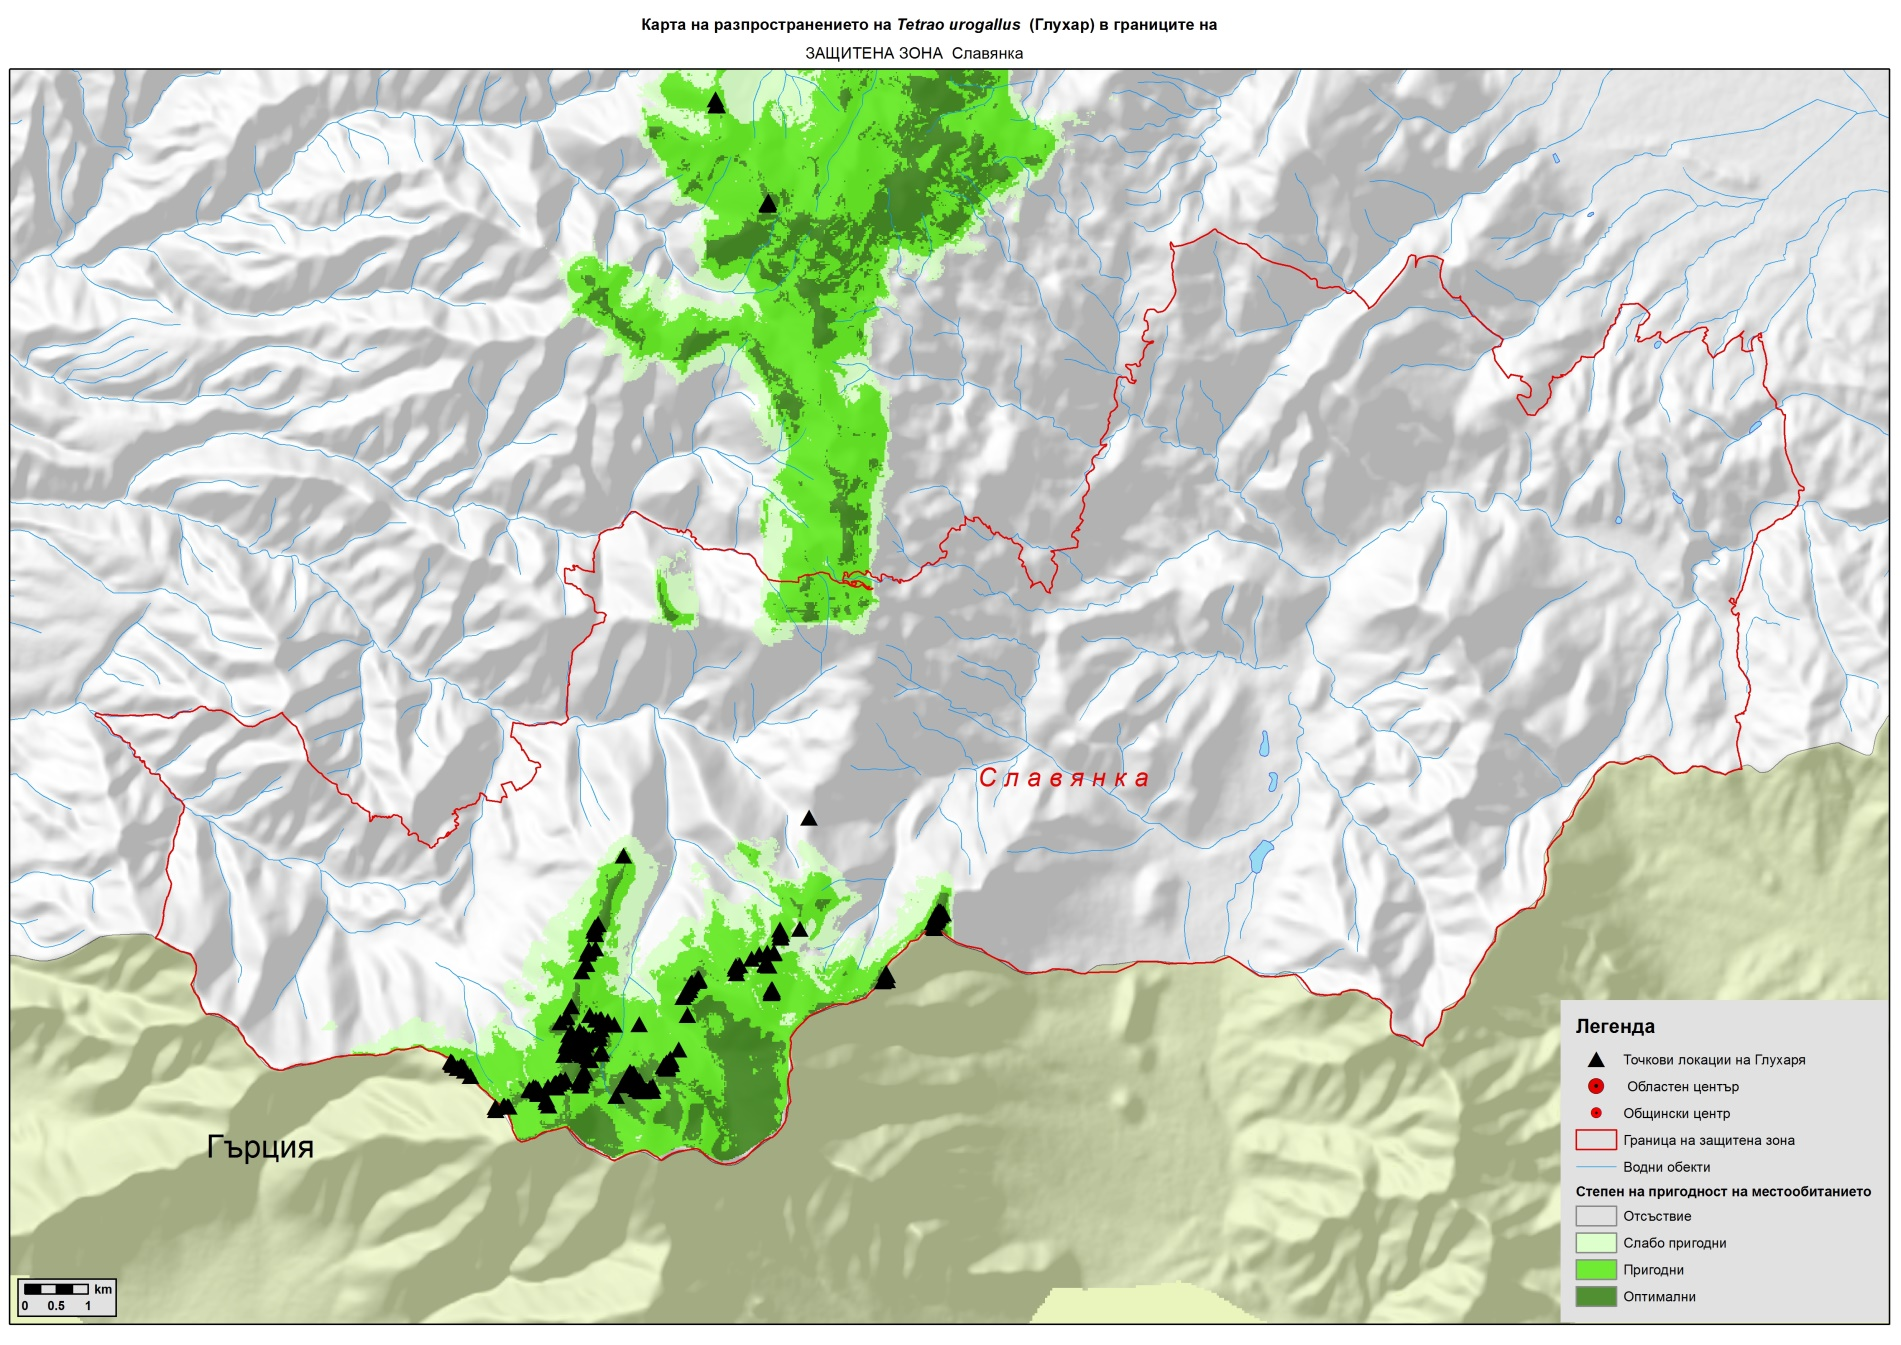 Карта на разпространението на Tetrao urogallus (Глухар) в границите на
ЗАЩИТЕНА ЗОНА Славянка
Славянка
Гърция
Легенда
Точкови локации на Глухаря
Областен център
Общински центр
Граница на защитена зона
Водни обекти
Степен на пригодност на местообитанието
Отсъствие
Слабо пригодни
Пригодни
Оптимални
km
0 0.5 1